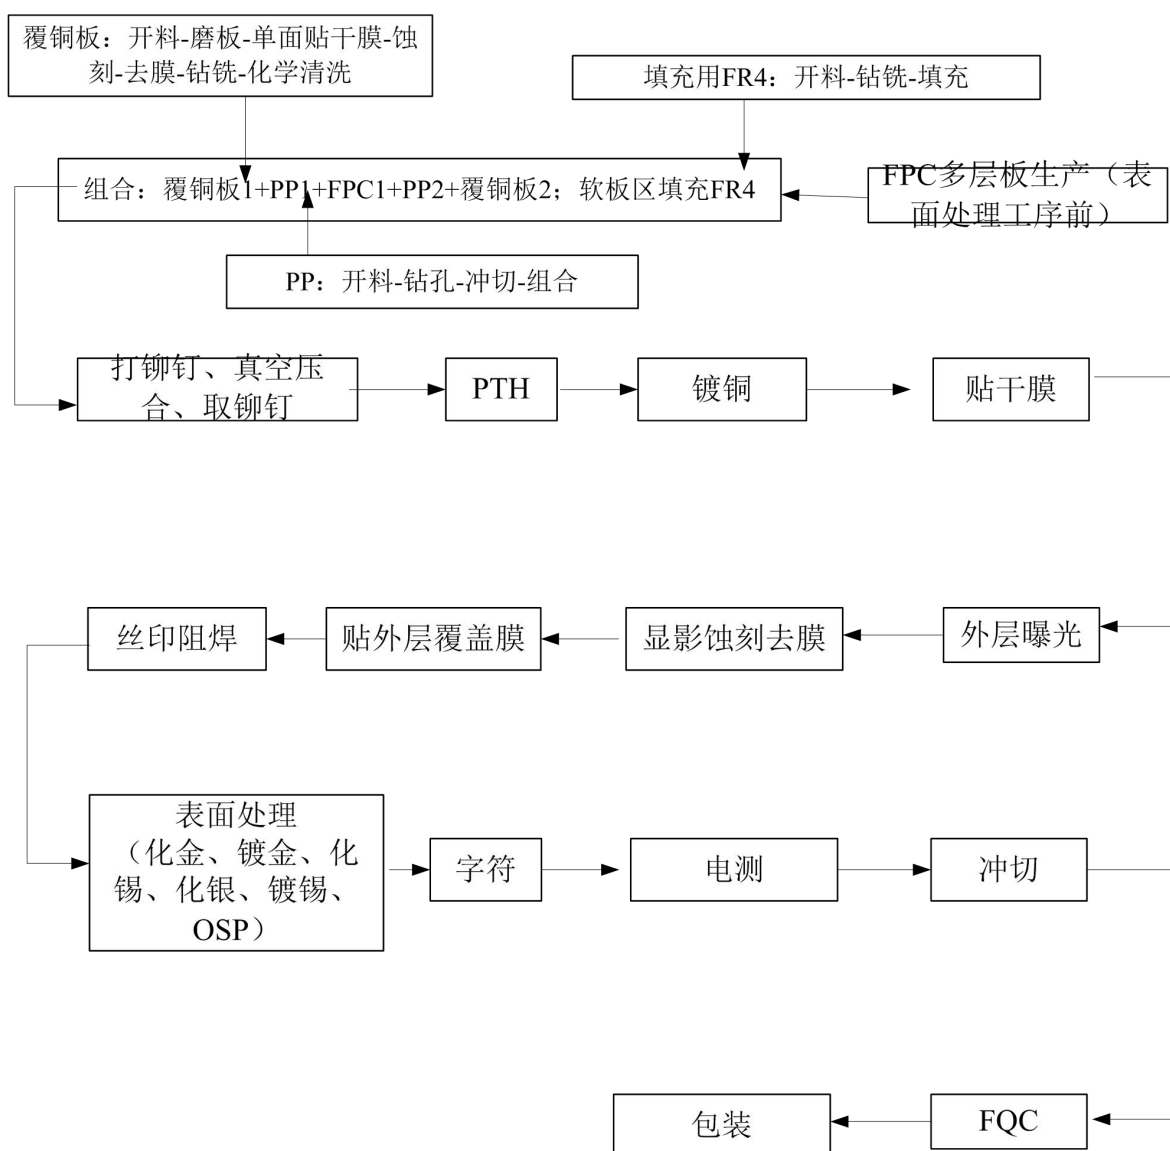 覆铜板：开料-磨板-单面贴干膜-蚀
刻-去膜-钻铣-化学清洗
填充用FR4：开料-钻铣-填充
组合：覆铜板1+PP1+FPC1+PP2+覆铜板2；软板区填充FR4
FPC多层板生产（表
面处理工序前）
PP：开料-钻孔-冲切-组合
打铆钉、真空压
合、取铆钉
PTH
镀铜
贴干膜
外层曝光
显影蚀刻去膜
贴外层覆盖膜
丝印阻焊
表面处理
（化金、镀金、化
锡、化银、镀锡、
OSP）
字符
电测
冲切
FQC
包装